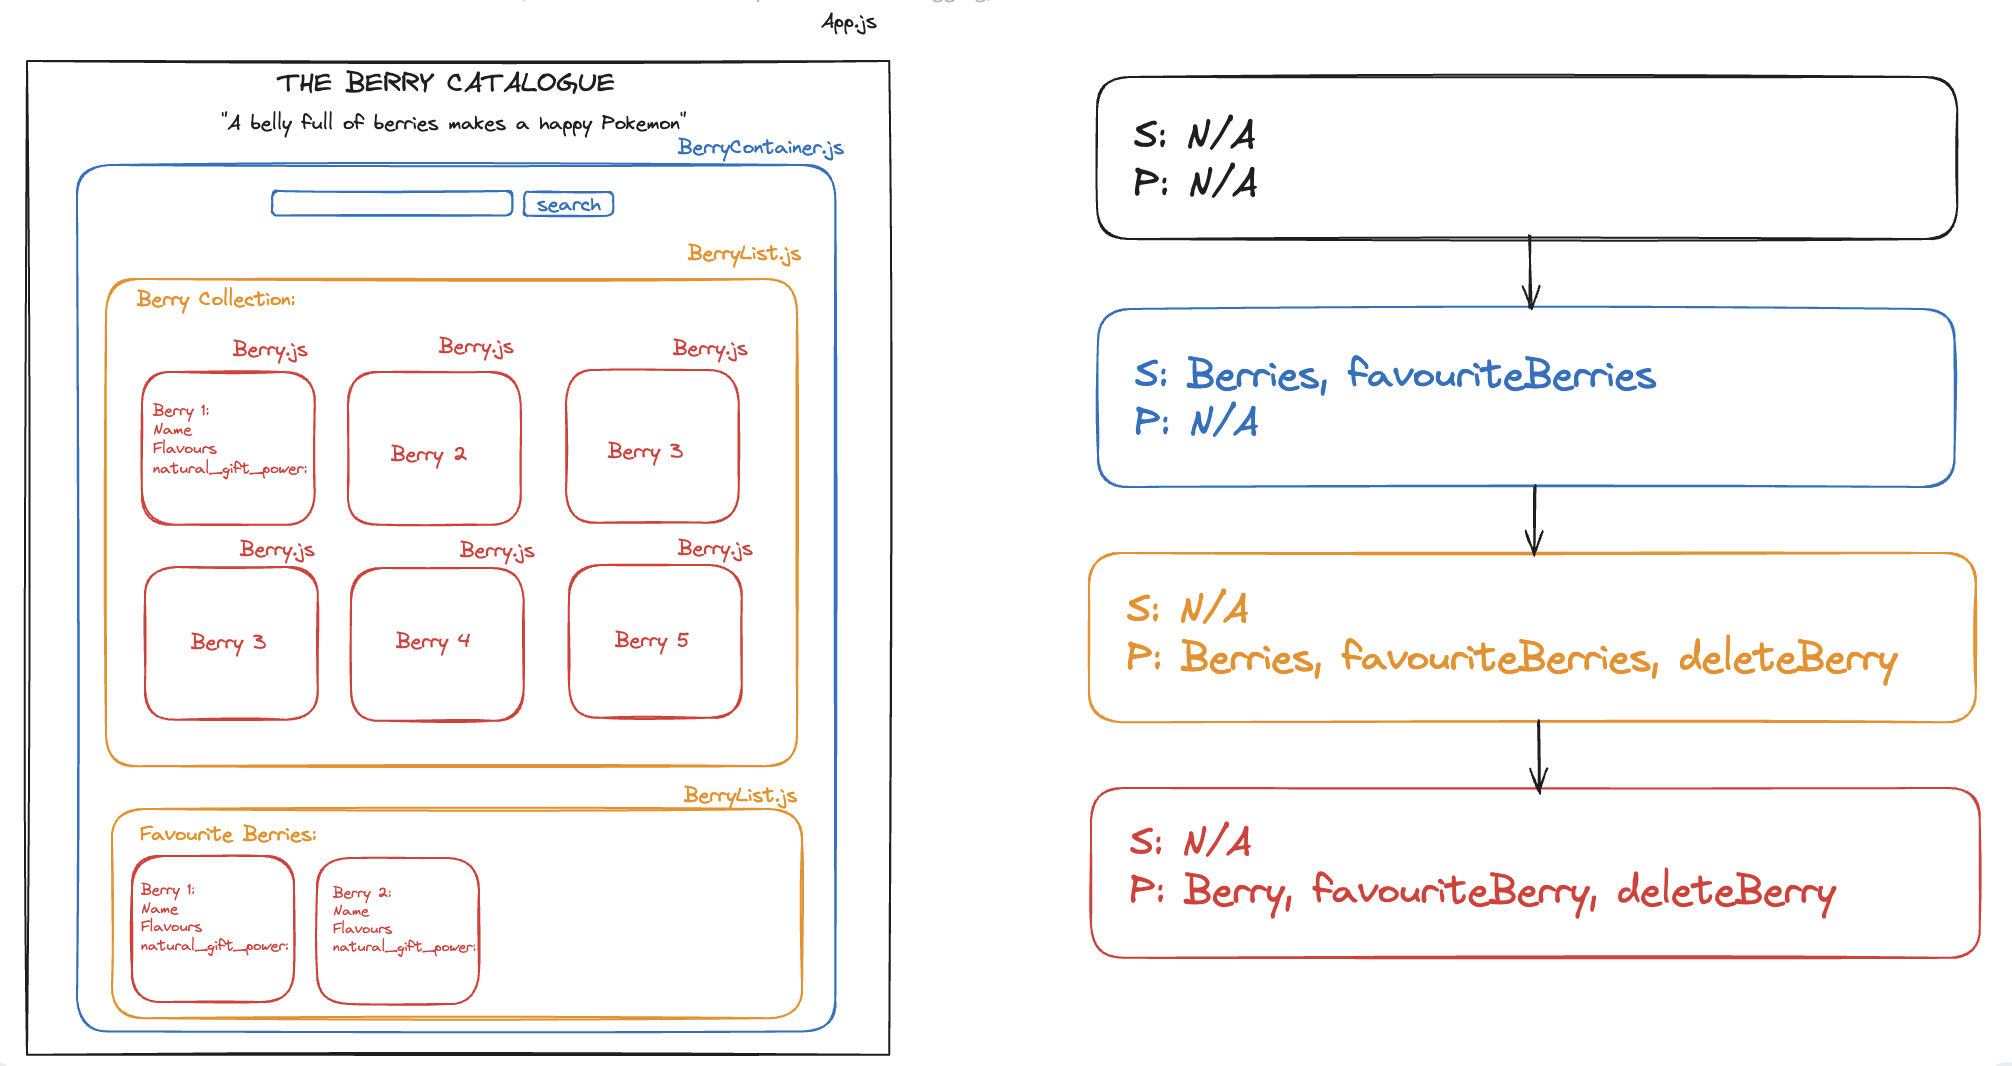 App.js
THE BERRY CATALOGUE
"A belly full of berries makes a happy Pokemon"
BerryContainer.js
search
BerryList.js
Berry Collection:
Berry.js
Berry.js
Berry.js
Berry 1:
Name
Flavours
natural_gift_power:
Berry 2
Berry 3
Berry.js
Berry.js
Berry.js
Berry 3
Berry 4
Berry 5
BerryList.js
Favourite Berries:
Berry 1:
Name
Flavours
natural_gift_power:
Berry 2:
Name
Flavours
natural_gift_power:
S: N/A
P: N/A
S: Berries, favouriteBerries
P: N/A
S: N/A
P: Berries, favouriteBerries, deleteBerry
S: N/A
P: Berry, favouriteBerry, deleteBerry